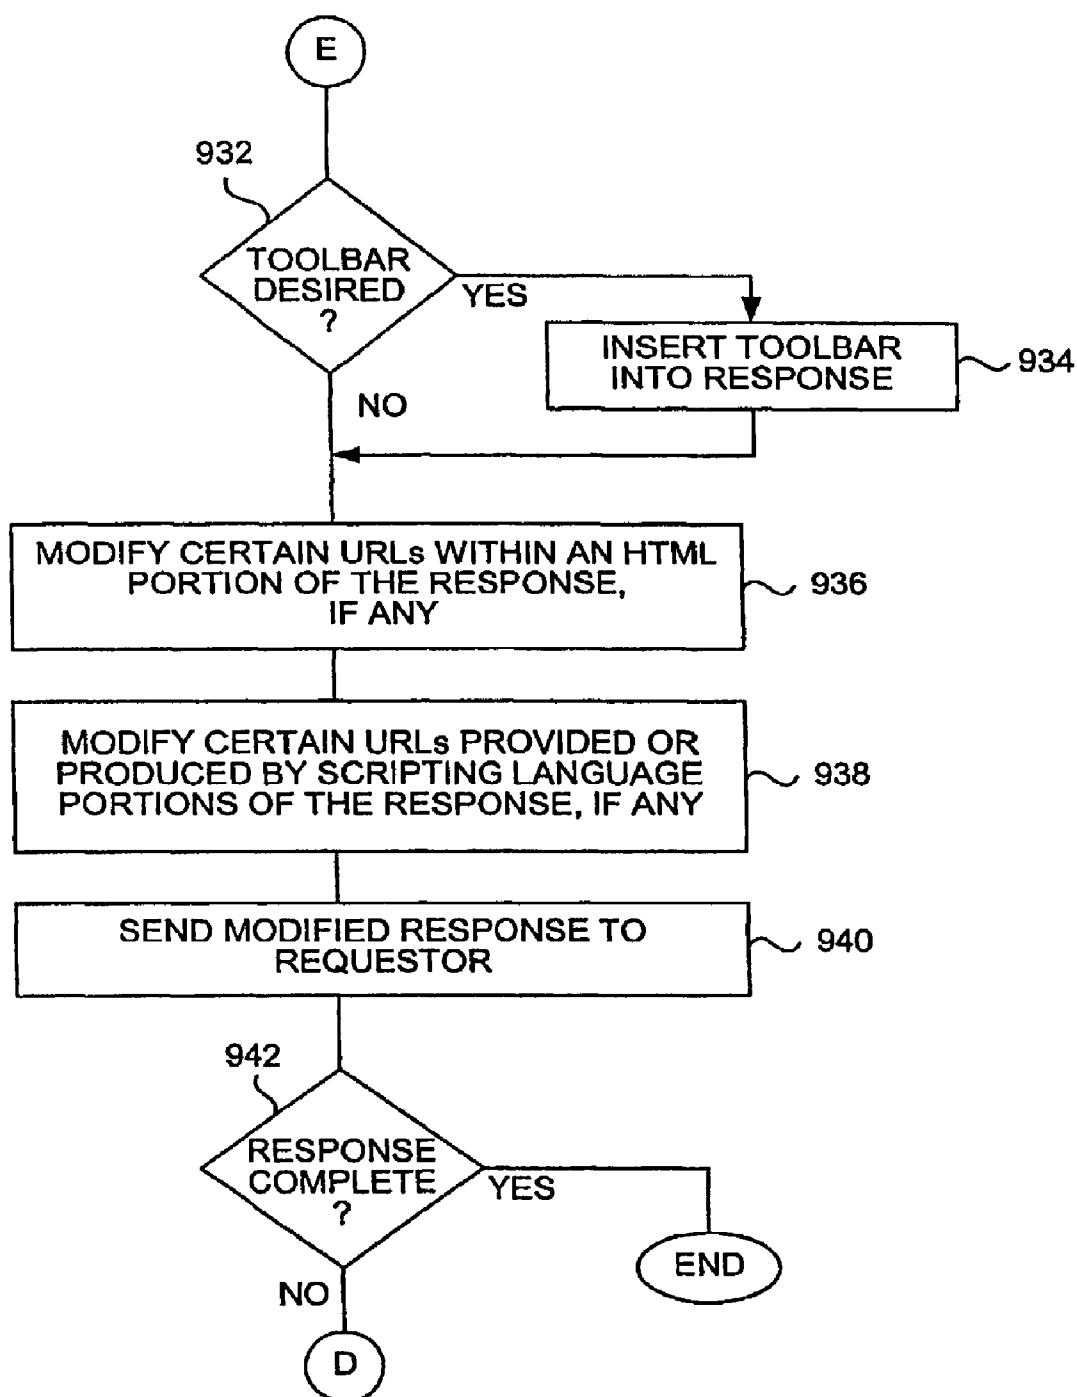 E
932
TOOLBAR
DESIRED
?
YES
INSERT TOOLBAR
INTO RESPONSE
934
NO
MODIFY CERTAIN URLs WITHIN AN HTML
PORTION OF THE RESPONSE,
IF ANY
936
MODIFY CERTAIN URLs PROVIDED OR
PRODUCED BY SCRIPTING LANGUAGE
PORTIONS OF THE RESPONSE, IF ANY
938
SEND MODIFIED RESPONSE TO
REQUESTOR
940
942
RESPONSE
COMPLETE
?
YES
END
NO
D